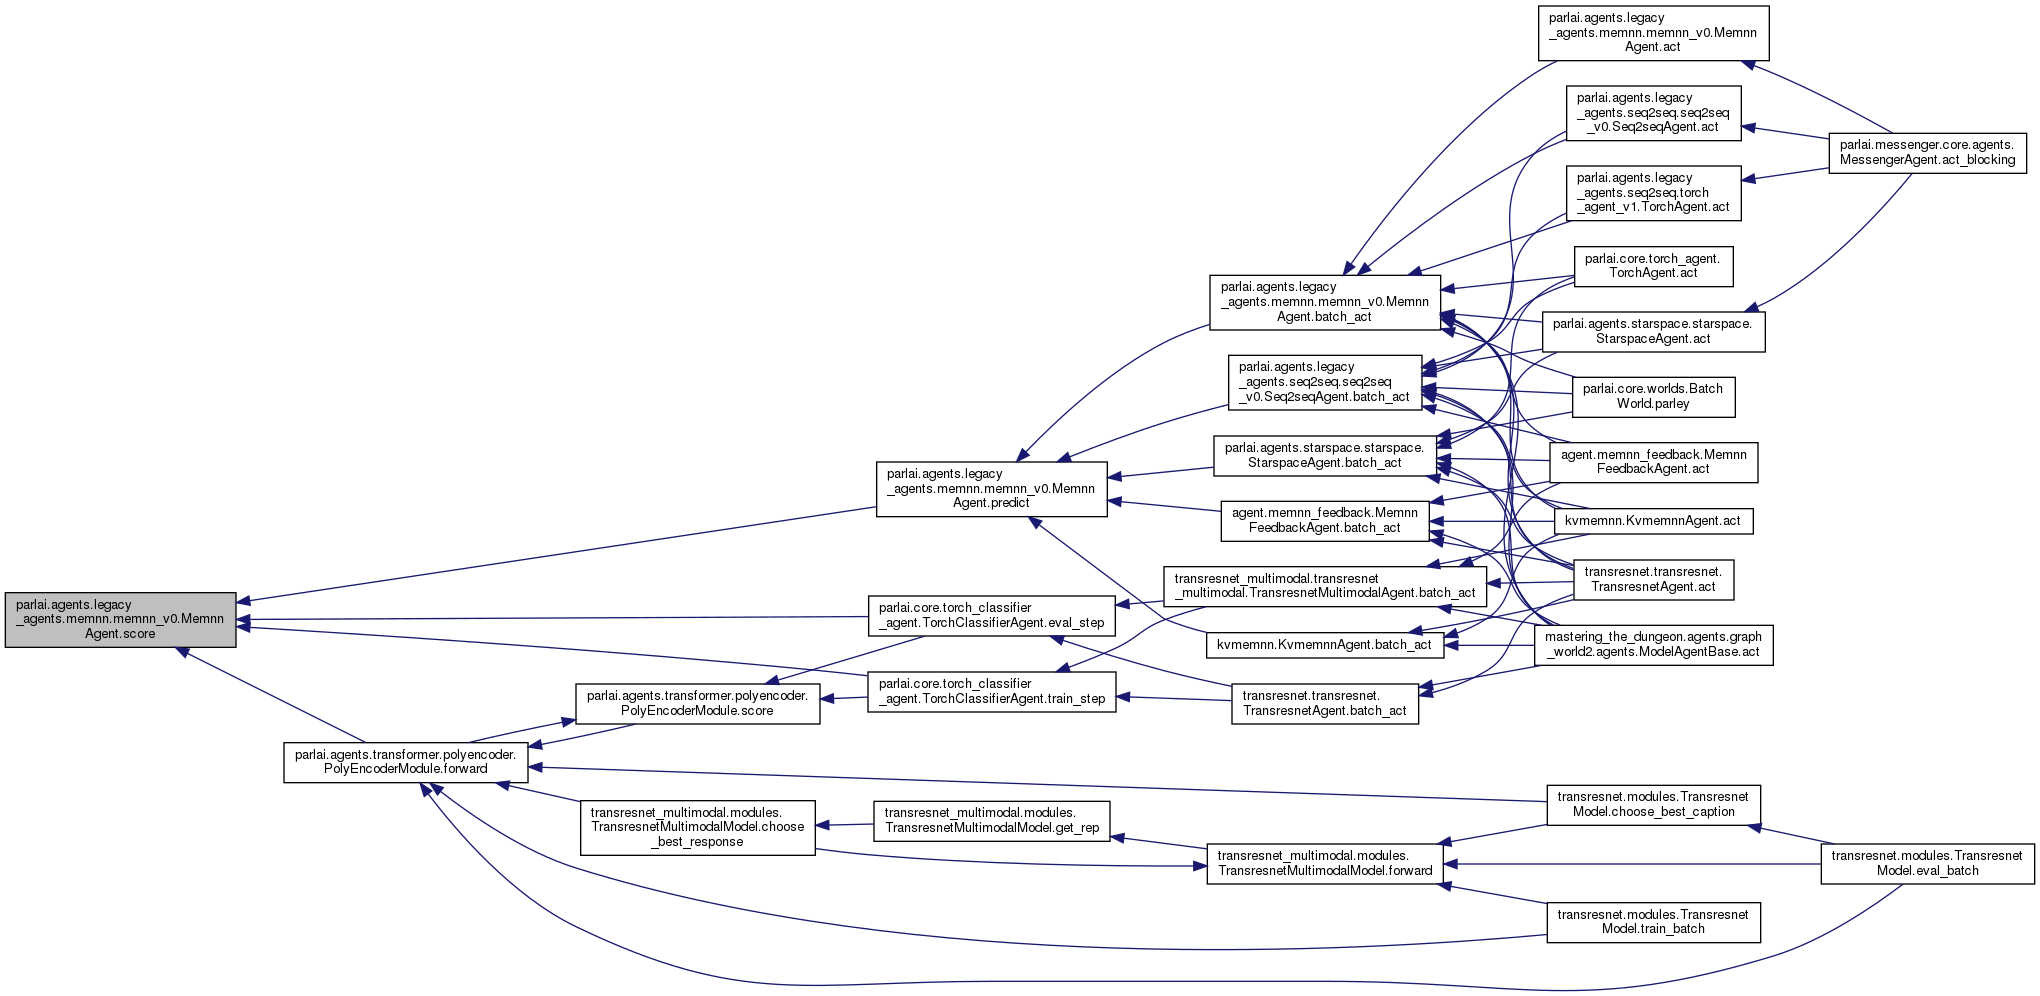 parlai.agents.legacy
_agents.memnn.memnn_v0.Memnn
Agent.act
parlai.agents.legacy
_agents.seq2seq.seq2seq
_v0.Seq2seqAgent.act
parlai.messenger.core.agents.
MessengerAgent.act_blocking
parlai.agents.legacy
_agents.seq2seq.torch
_agent_v1.TorchAgent.act
parlai.core.torch_agent.
TorchAgent.act
parlai.agents.legacy
_agents.memnn.memnn_v0.Memnn
Agent.batch_act
parlai.agents.starspace.starspace.
StarspaceAgent.act
parlai.agents.legacy
_agents.seq2seq.seq2seq
_v0.Seq2seqAgent.batch_act
parlai.core.worlds.Batch
World.parley
parlai.agents.starspace.starspace.
StarspaceAgent.batch_act
agent.memnn_feedback.Memnn
FeedbackAgent.act
parlai.agents.legacy
_agents.memnn.memnn_v0.Memnn
Agent.predict
agent.memnn_feedback.Memnn
FeedbackAgent.batch_act
kvmemnn.KvmemnnAgent.act
transresnet_multimodal.transresnet
_multimodal.TransresnetMultimodalAgent.batch_act
transresnet.transresnet.
TransresnetAgent.act
parlai.agents.legacy
_agents.memnn.memnn_v0.Memnn
Agent.score
parlai.core.torch_classifier
_agent.TorchClassifierAgent.eval_step
kvmemnn.KvmemnnAgent.batch_act
mastering_the_dungeon.agents.graph
_world2.agents.ModelAgentBase.act
parlai.agents.transformer.polyencoder.
PolyEncoderModule.score
parlai.core.torch_classifier
_agent.TorchClassifierAgent.train_step
transresnet.transresnet.
TransresnetAgent.batch_act
parlai.agents.transformer.polyencoder.
PolyEncoderModule.forward
transresnet_multimodal.modules.
TransresnetMultimodalModel.choose
_best_response
transresnet_multimodal.modules.
TransresnetMultimodalModel.get_rep
transresnet.modules.Transresnet
Model.choose_best_caption
transresnet_multimodal.modules.
TransresnetMultimodalModel.forward
transresnet.modules.Transresnet
Model.eval_batch
transresnet.modules.Transresnet
Model.train_batch